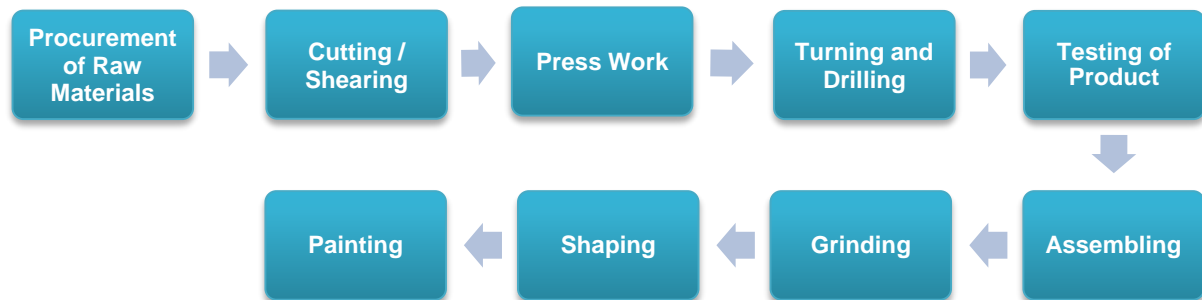 Procurement
of Raw
Materials
Cutting /
Shearing
Press Work
Turning and
Drilling
Testing of
Product
Painting
Shaping
Grinding
Assembling